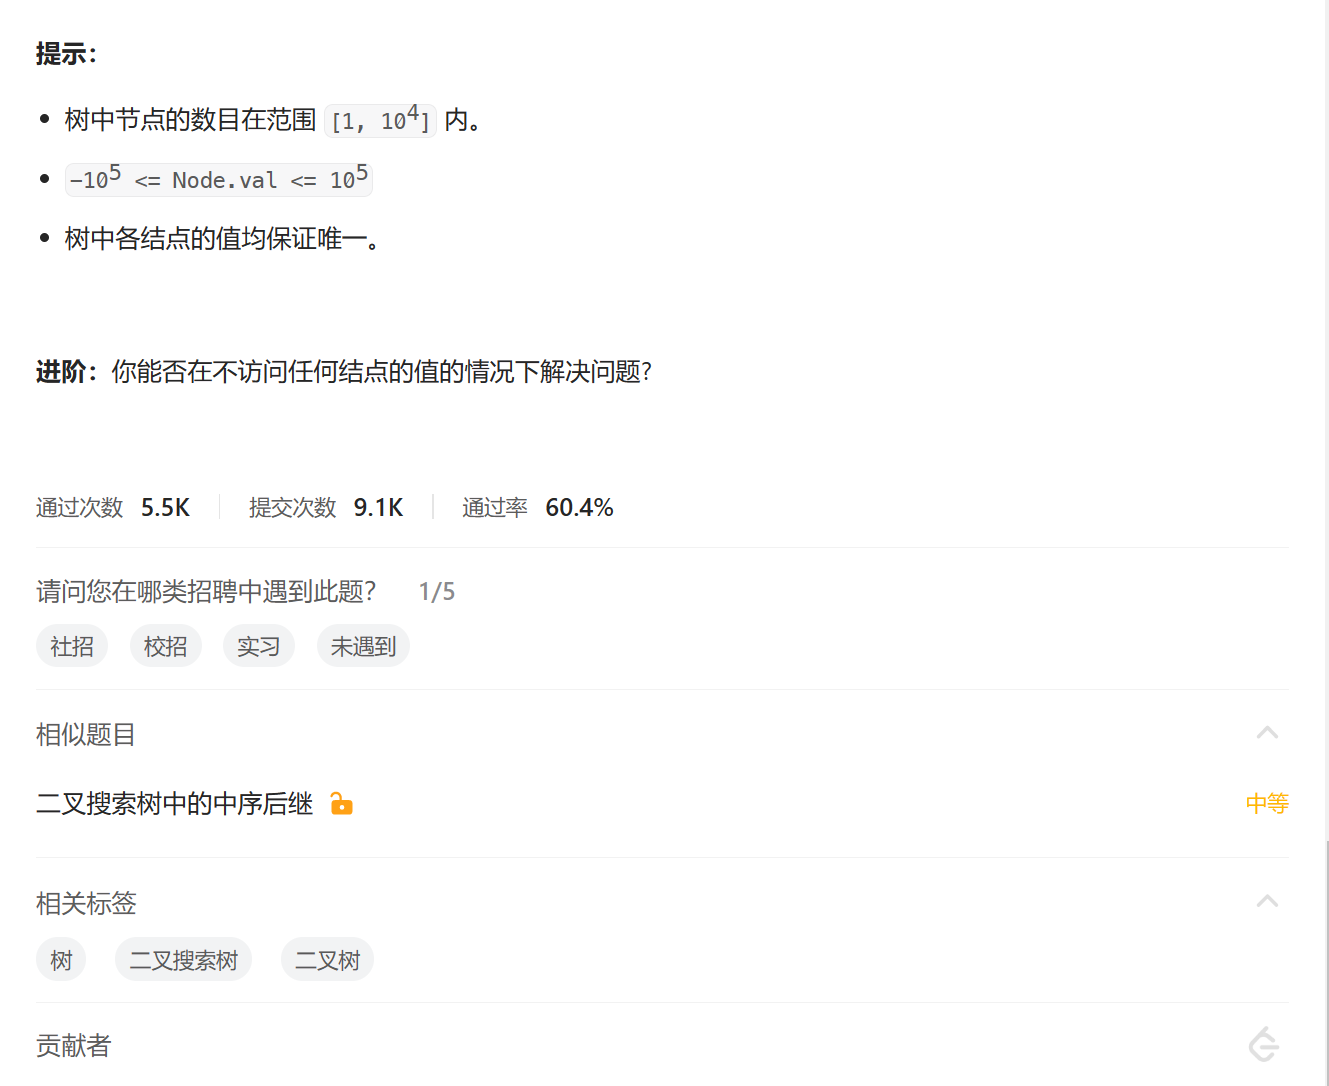 提示：
树中节点的数目在范围 [1, 10^4] 内。
-10^5 <= Node.val <= 10^5
树中各结点的值均保证唯一。
进阶：你能否在不访问任何结点的值的情况下解决问题?
通过次数 5.5K 提交次数 9.1K 通过率 60.4%
请问您在哪类招聘中遇到此题？ 1/5
社招 校招 实习 未遇到
相似题目
二叉搜索树中的中序后继 中等
相关标签
树 二叉搜索树 二叉树
贡献者